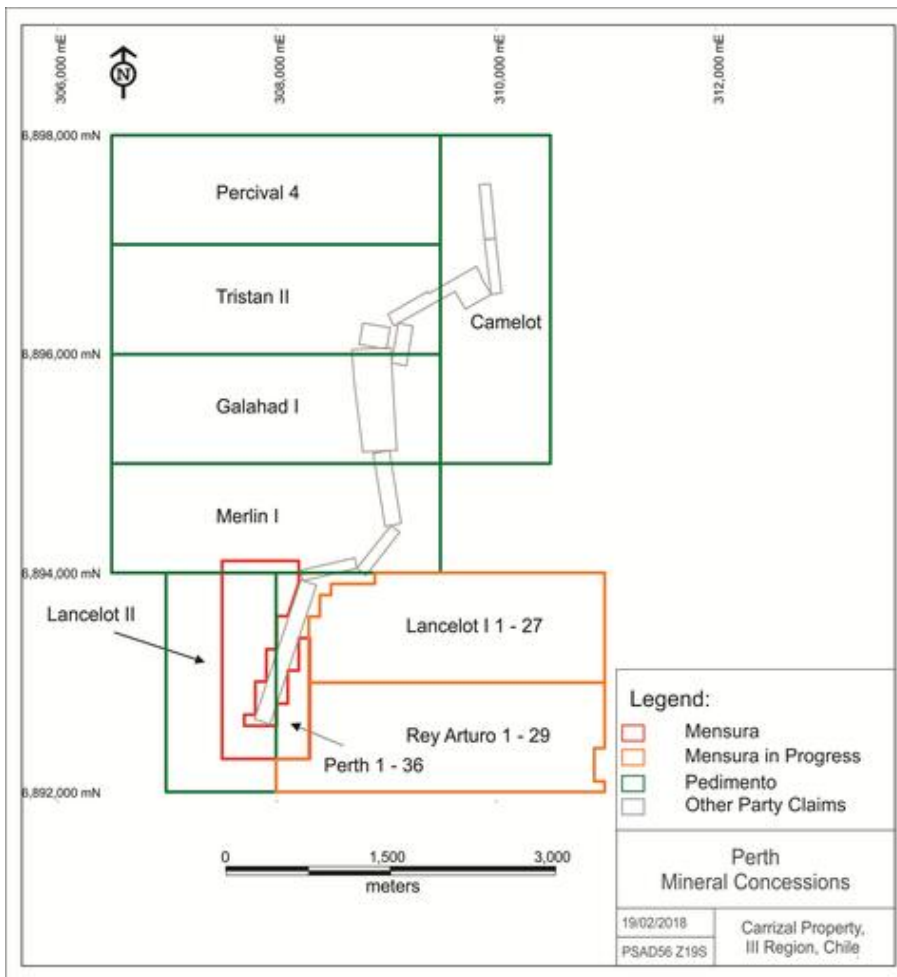 306,000 mE
308,000 mE
310,000 mE
312,000 mE
N
6,898,000 mN
Percival 4
Tristan II
Camelot
6,896,000 mN
Galahad I
Merlin I
6,894,000 mN
Lancelot II
Lancelot I 1 - 27
Rey Arturo 1 - 29
Perth 1 - 36
6,892,000 mN
Legend:
Mensura
Mensura in Progress
Pedimento
Other Party Claims
0 1,500 3,000
meters
Perth
Mineral Concessions
19/02/2018
PSAD56 Z19S
Carrizal Property,
III Region, Chile